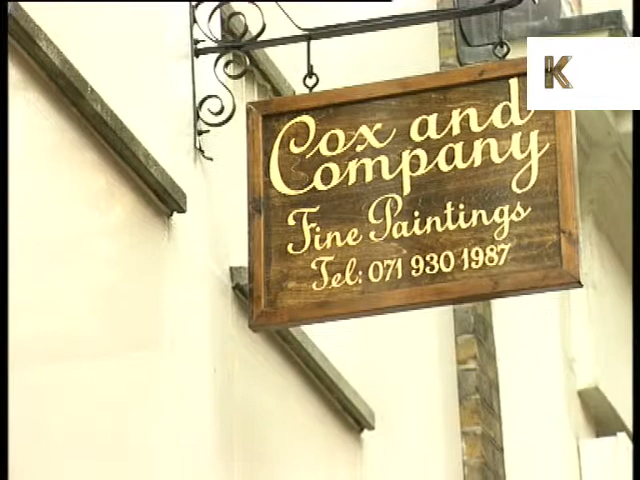 K
Cox and
Company
Fine Paintings
Tel: 071 930 1987